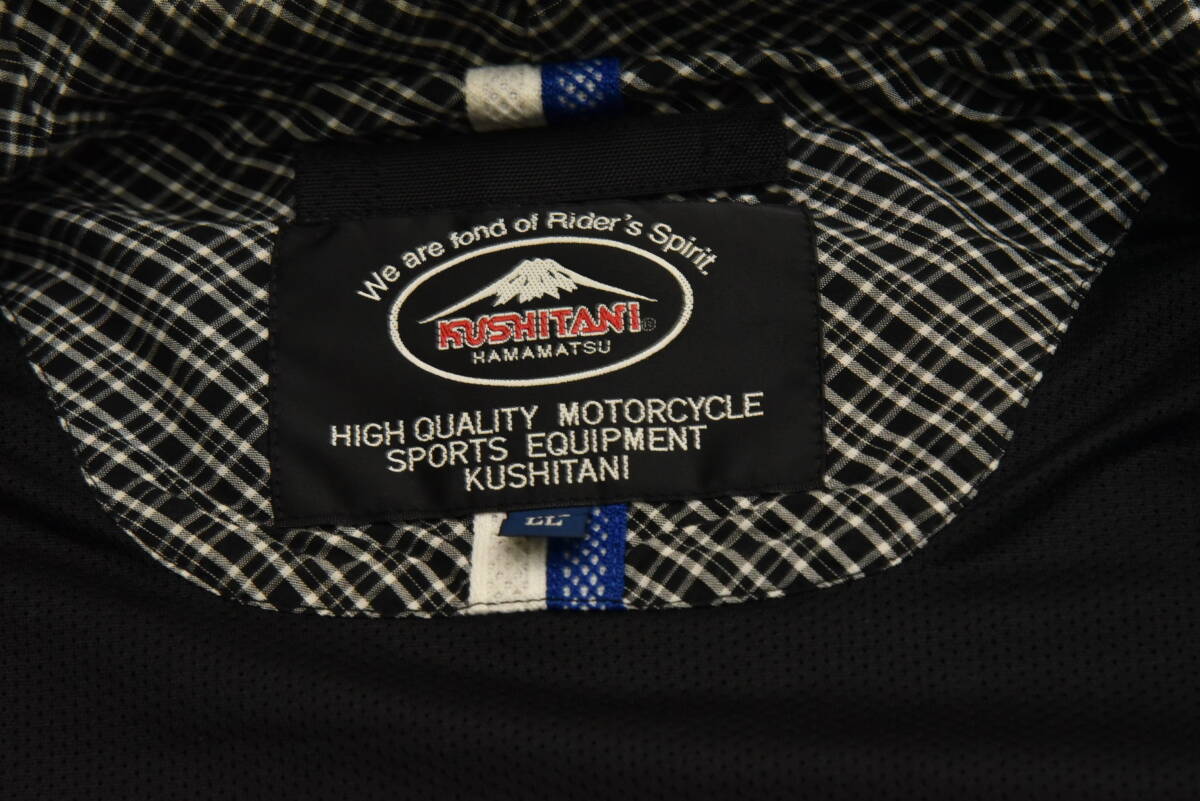 We are fond of Rider's Spirit.
KUSHITANI®
HAMAMATSU
HIGH QUALITY MOTORCYCLE
SPORTS EQUIPMENT
KUSHITANI
LL